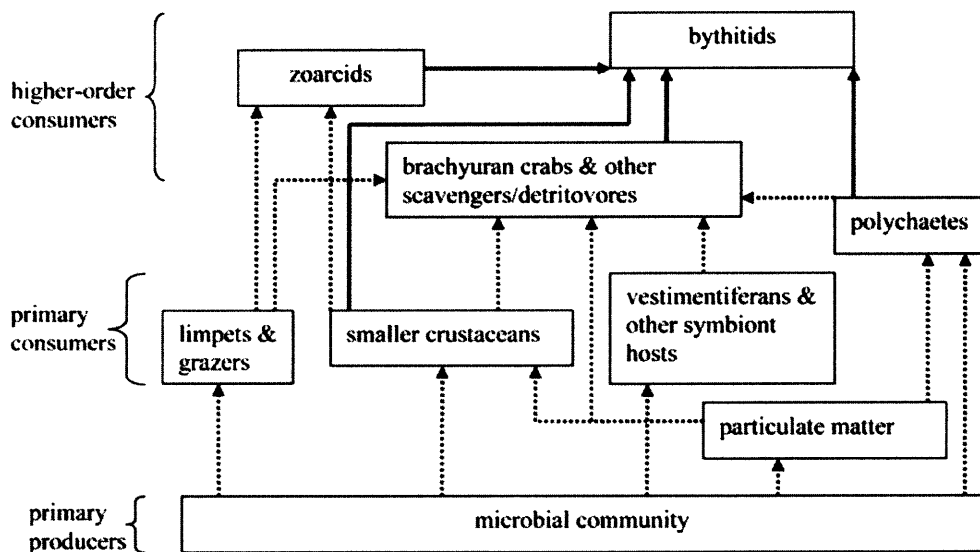 bythitids
zoarcids
higher-order
consumers
brachyuran crabs & other
scavengers/detritovores
polychaetes
primary
consumers
limpets &
grazers
smaller crustaceans
vestimentiferans &
other symbiont
hosts
particulate matter
primary
producers
microbial community